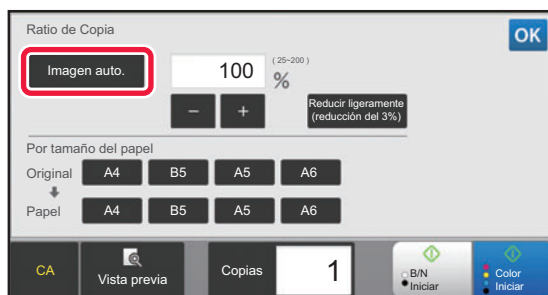 Ratio de Copia
OK
Imagen auto.
100
(25~200)
%
−
+
Reducir ligeramente
(reducción del 3%)
Por tamaño del papel
Original A4 B5 A5 A6
Papel A4 B5 A5 A6
CA
Vista previa
Copias
1
B/N
Iniciar
Color
Iniciar